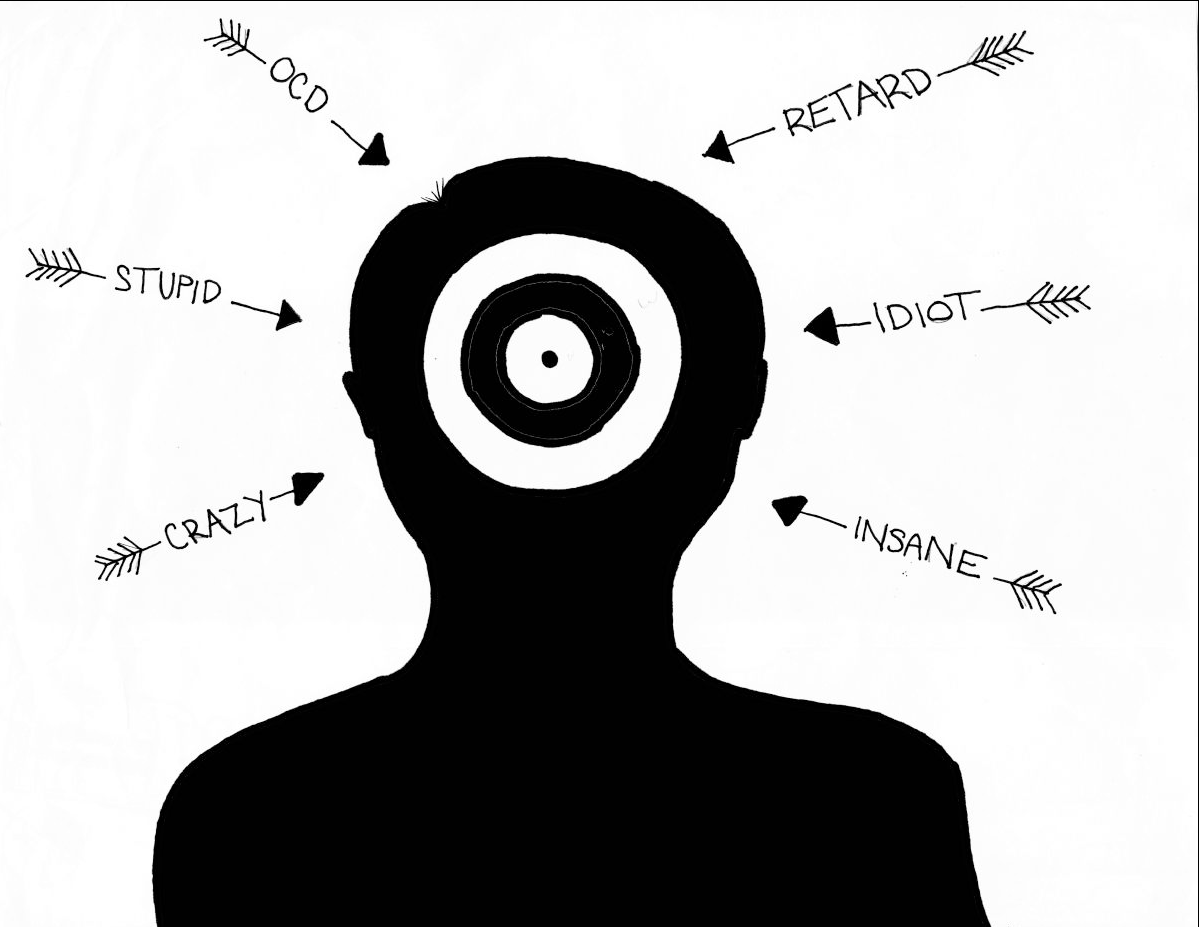 OCD
RETARD
STUPID
IDIOT
CRAZY
INSANE